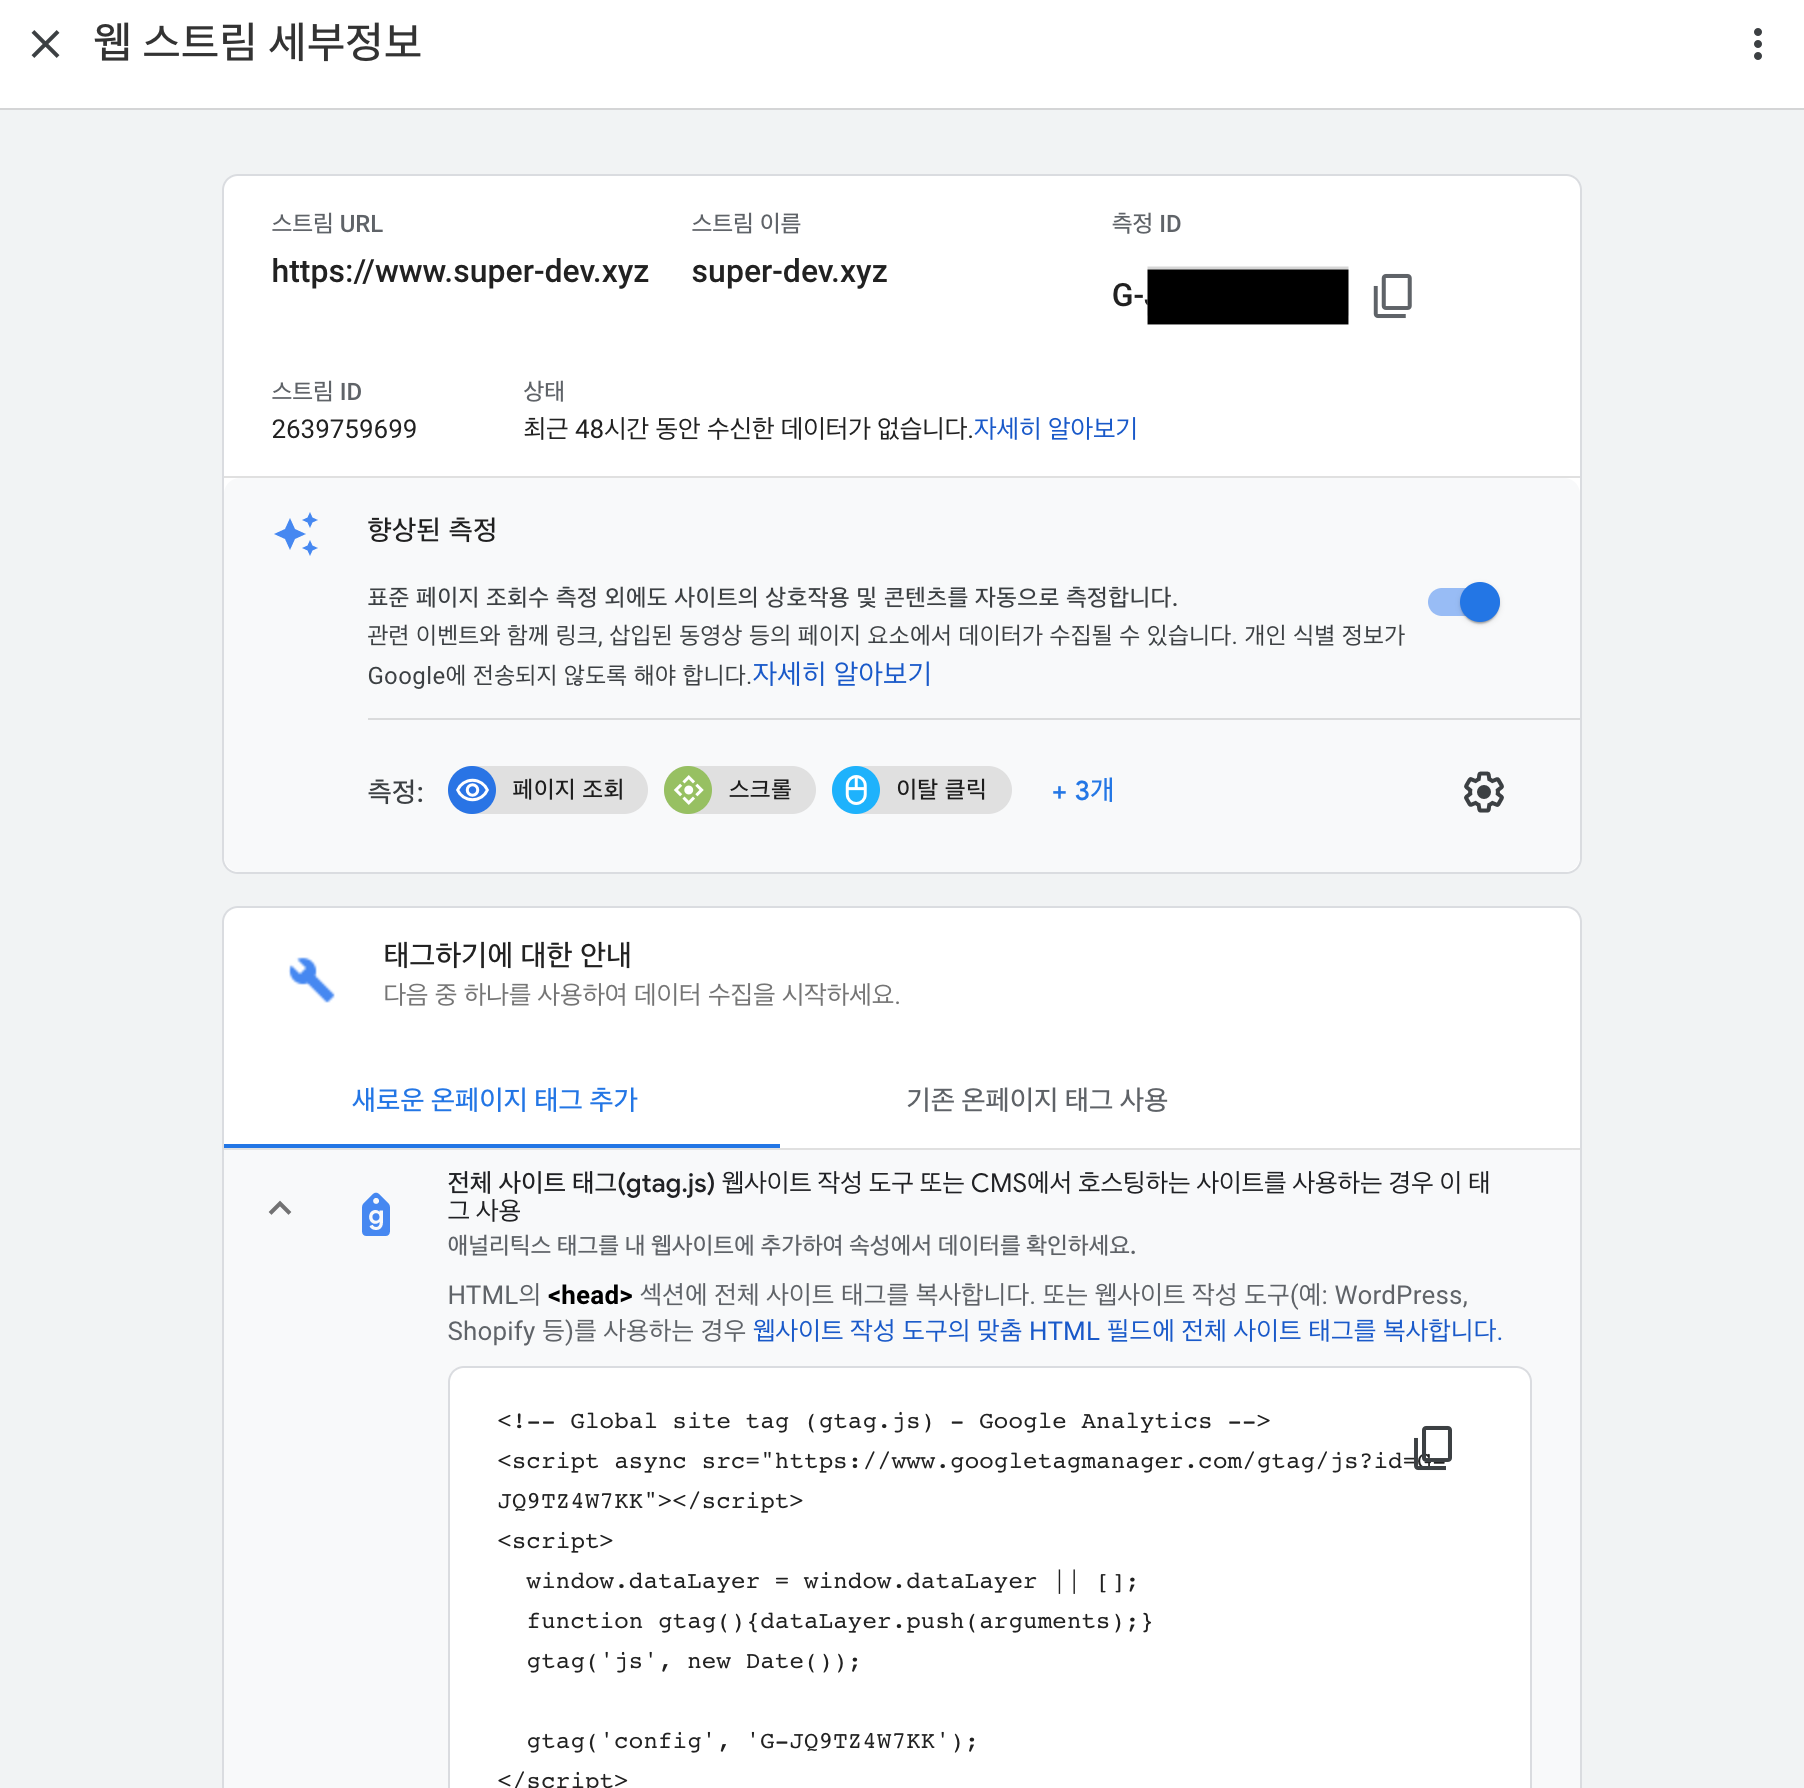 웹 스트림 세부정보
스트림 URL
스트림 이름
측정 ID
https://www.super-dev.xyz
super-dev.xyz
G-
스트림 ID
상태
2639759699
최근 48시간 동안 수신한 데이터가 없습니다.자세히 알아보기
향상된 측정
표준 페이지 조회수 측정 외에도 사이트의 상호작용 및 콘텐츠를 자동으로 측정합니다.
관련 이벤트와 함께 링크, 삽입된 동영상 등의 페이지 요소에서 데이터가 수집될 수 있습니다. 개인 식별 정보가
Google에 전송되지 않도록 해야 합니다.자세히 알아보기
측정:
페이지 조회
스크롤
이탈 클릭
+ 3개
태그하기에 대한 안내
다음 중 하나를 사용하여 데이터 수집을 시작하세요.
새로운 온페이지 태그 추가
기존 온페이지 태그 사용
g
전체 사이트 태그(gtag.js) 웹사이트 작성 도구 또는 CMS에서 호스팅하는 사이트를 사용하는 경우 이 태
그 사용
애널리틱스 태그를 내 웹사이트에 추가하여 속성에서 데이터를 확인하세요.
HTML의 <head> 섹션에 전체 사이트 태그를 복사합니다. 또는 웹사이트 작성 도구(예: WordPress,
Shopify 등)를 사용하는 경우 웹사이트 작성 도구의 맞춤 HTML 필드에 전체 사이트 태그를 복사합니다.
<!-- Global site tag (gtag.js) - Google Analytics -->
<script async src="https://www.googletagmanager.com/gtag/js?id=G-
JQ9TZ4W7KK"></script>
<script>
window.dataLayer = window.dataLayer || [];
function gtag(){dataLayer.push(arguments);}
gtag('js', new Date());
gtag('config', 'G-JQ9TZ4W7KK');
</script>